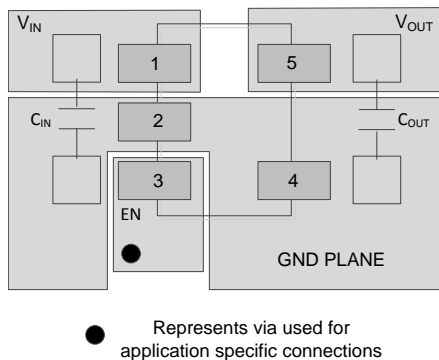 VIN
VOUT
1
5
CIN
2
COUT
3
4
EN
GND PLANE
Represents via used for
application specific connections